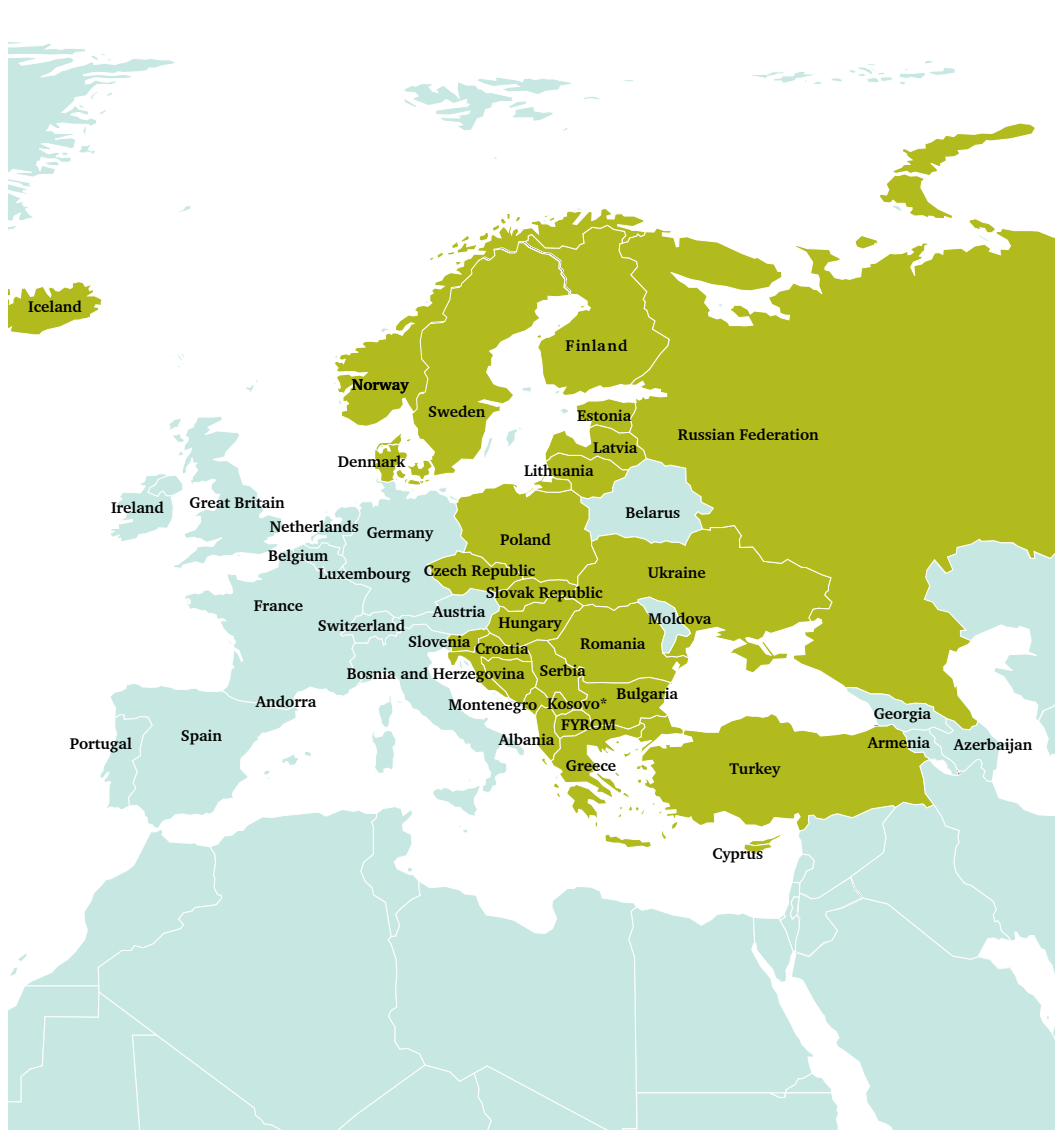 Iceland
Finland
Norway
Sweden
Estonia
Russian Federation
Latvia
Denmark
Lithuania
Great Britain
Ireland
Belarus
Netherlands
Germany
Poland
Belgium
Czech Republic
Ukraine
Luxembourg
Slovak Republic
France
Austria
Moldova
Hungary
Switzerland
Slovenia
Romania
Croatia
Serbia
Bosnia and Herzegovina
Bulgaria
Andorra
Montenegro
Kosovo*
Georgia
FYROM
Spain
Albania
Portugal
Armenia
Azerbaijan
Greece
Turkey
Cyprus